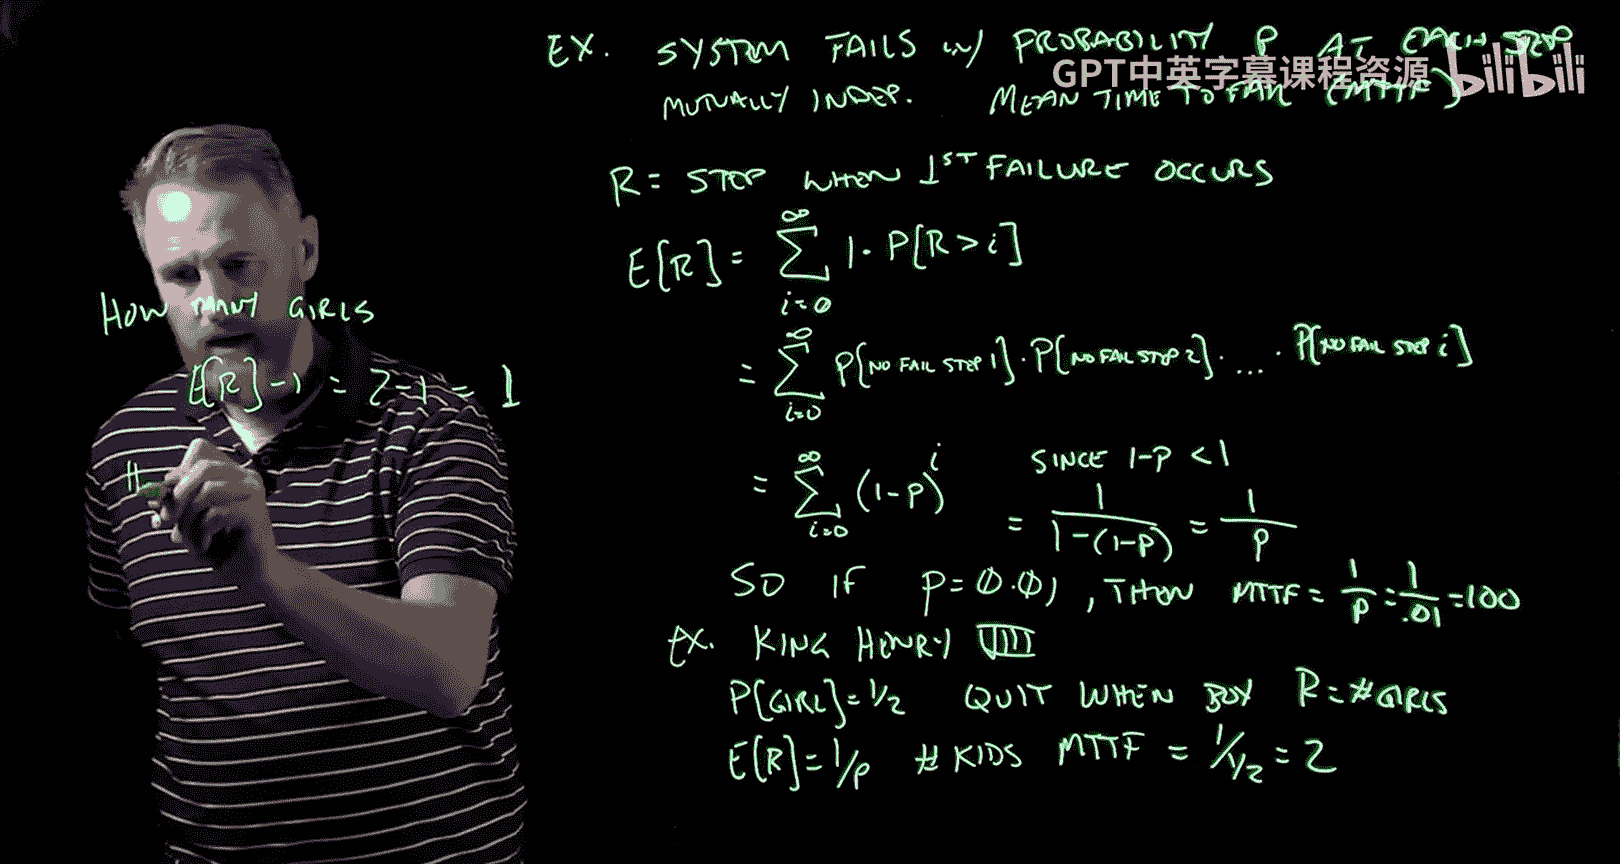 EX. SYSTEM FAILS w/ PROBABILITY P AT EACH STEP
GPT中英字幕课程资源 bilibili
MUTUALLY INDEP. MEAN TIME TO FAIL (MTTF)
R = STOP WHEN 1ST FAILURE OCCURS
E[R] = ∑_{i=0}^{∞} 1 · P[R > i]
= ∑_{i=0}^{∞} P[NO FAIL STEP 1] · P[NO FAIL STEP 2] · ... · P[NO FAIL STEP i]
= ∑_{i=0}^{∞} (1-P)^i SINCE 1-P < 1
= 1/(1-(1-P)) = 1/P
SO IF P = 0.01, THEN MTTF = 1/P = 1/.01 = 100
EX. KING HENRY VIII
P[GIRL] = 1/2 QUIT WHEN BOY R = # GIRLS
E[R] = 1/P # KIDS MTTF = 1/1/2 = 2
HOW MANY GIRLS
E[R] - 1 = 2-1 = 1
H